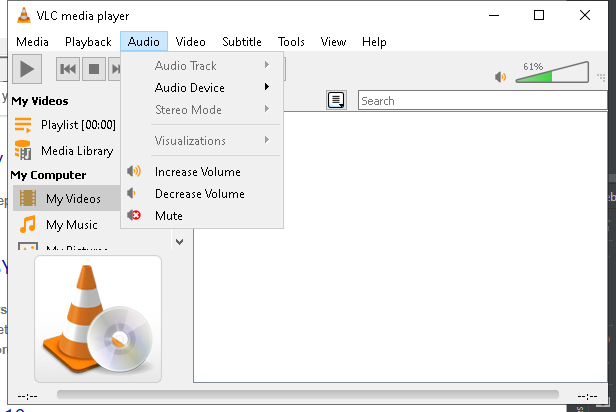 VLC media player
Media Playback Audio Video Subtitle Tools View Help
Audio Track
Audio Device
Stereo Mode
Visualizations
Increase Volume
Decrease Volume
Mute
61%
Search
My Videos
Playlist [00:00]
Media Library
My Computer
My Videos
My Music
My Pictures
--:-- --:--